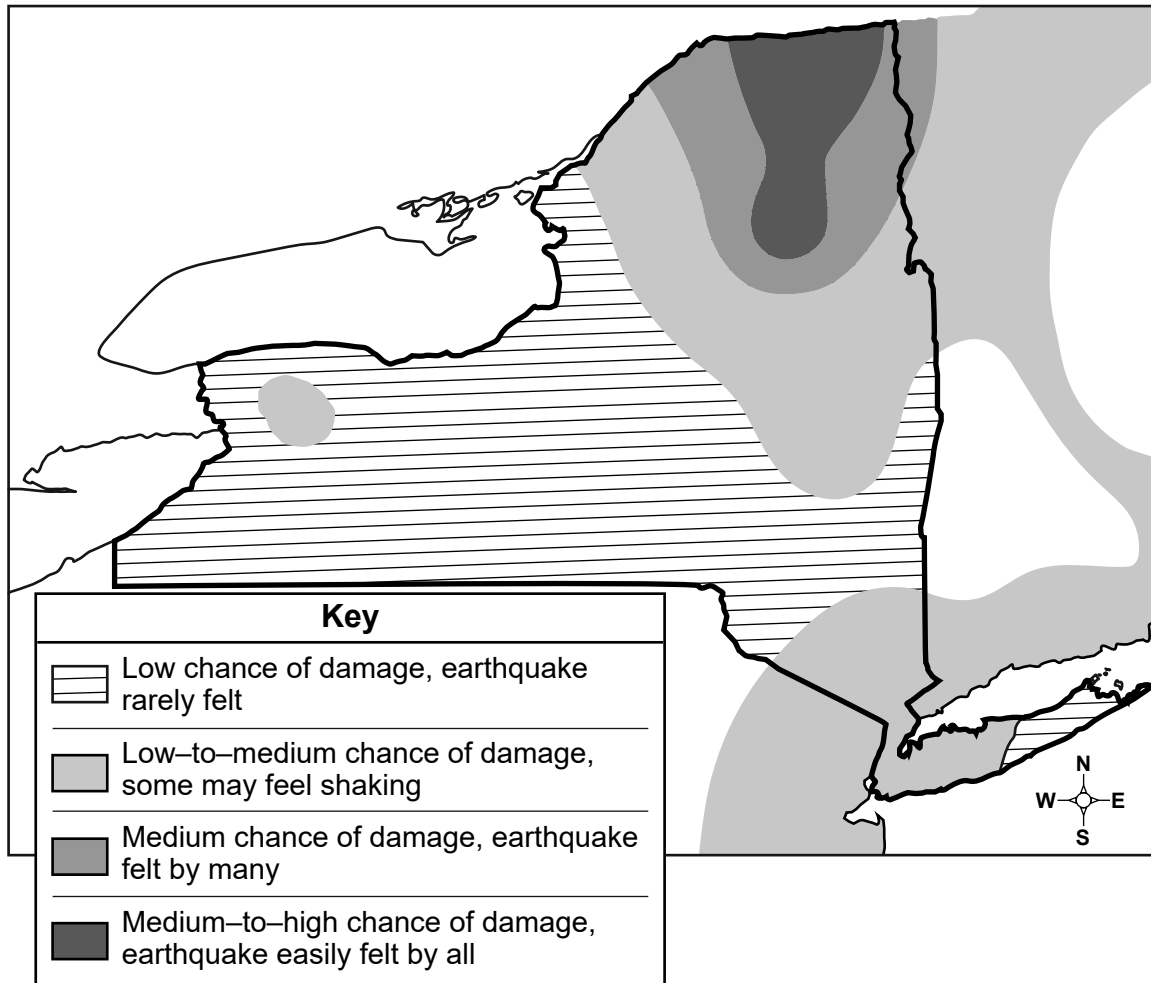 N
W E
S
Key
Low chance of damage, earthquake
rarely felt
Low–to–medium chance of damage,
some may feel shaking
Medium chance of damage, earthquake
felt by many
Medium–to–high chance of damage,
earthquake easily felt by all